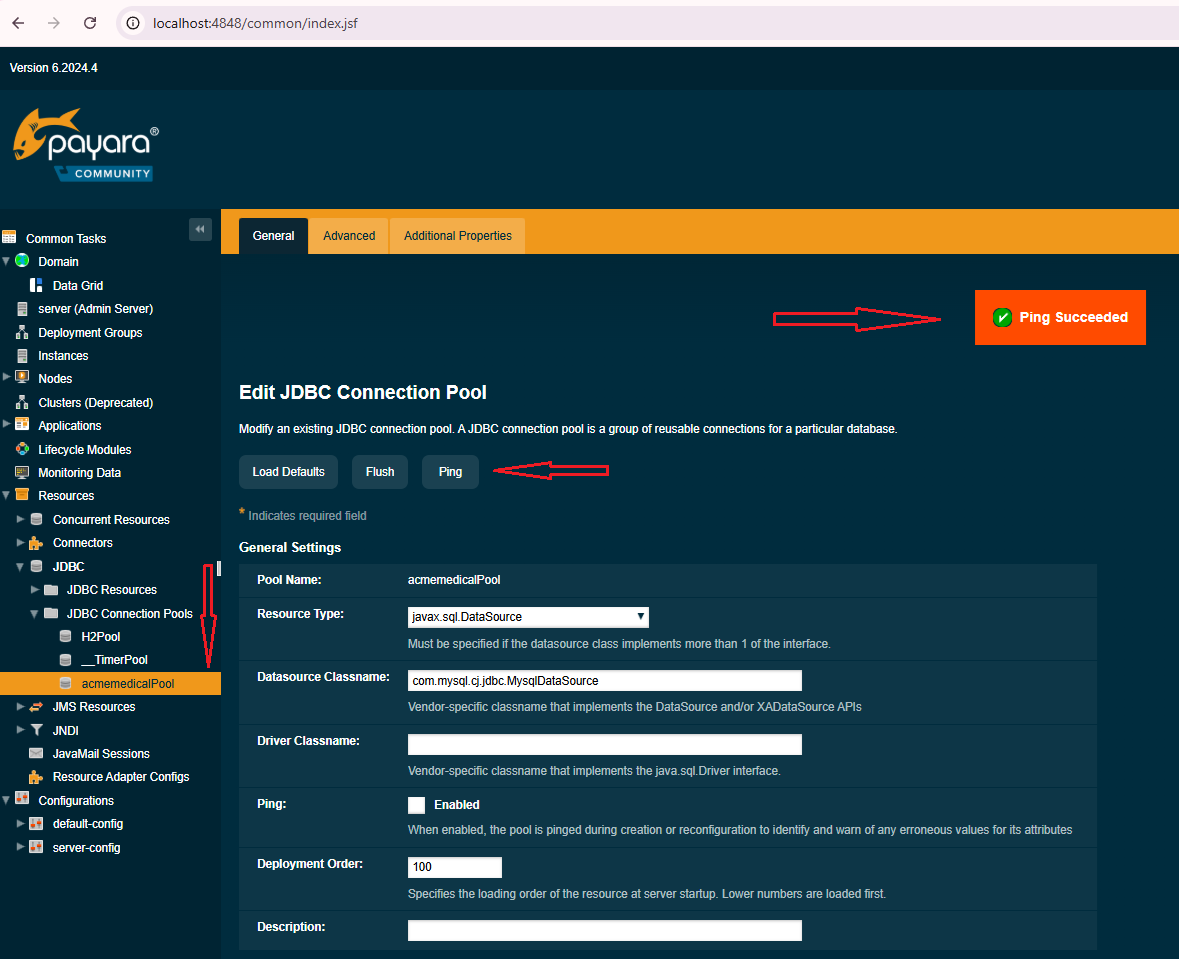 localhost:4848/common/index.jsf
Version 6.2024.4
payara®
COMMUNITY
Common Tasks
Domain
Data Grid
server (Admin Server)
Deployment Groups
Instances
Nodes
Clusters (Deprecated)
Applications
Lifecycle Modules
Monitoring Data
Resources
Concurrent Resources
Connectors
JDBC
JDBC Resources
JDBC Connection Pools
H2Pool
__TimerPool
acmemedicalPool
JMS Resources
JNDI
JavaMail Sessions
Resource Adapter Configs
Configurations
default-config
server-config
General Advanced Additional Properties
Ping Succeeded
Edit JDBC Connection Pool
Modify an existing JDBC connection pool. A JDBC connection pool is a group of reusable connections for a particular database.
Load Defaults Flush Ping
* Indicates required field
General Settings
Pool Name: acmemedicalPool
Resource Type: javax.sql.DataSource
Must be specified if the datasource class implements more than 1 of the interface.
Datasource Classname: com.mysql.cj.jdbc.MysqlDataSource
Vendor-specific classname that implements the DataSource and/or XADataSource APIs
Driver Classname:
Vendor-specific classname that implements the java.sql.Driver interface.
Ping: Enabled
When enabled, the pool is pinged during creation or reconfiguration to identify and warn of any erroneous values for its attributes
Deployment Order: 100
Specifies the loading order of the resource at server startup. Lower numbers are loaded first.
Description: